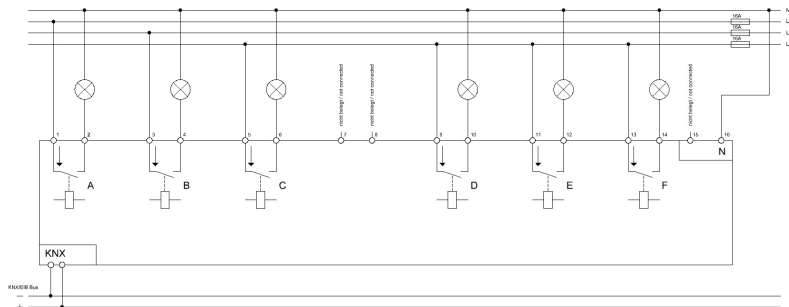 N
16A
L
16A
L
16A
L
nicht belegt / not connected
nicht belegt / not connected
nicht belegt / not connected
1 2 3 4 5 6 7 8 9 10 11 12 13 14 15 16
N
A B C D E F
KNX
KNX/EIB Bus
—
+